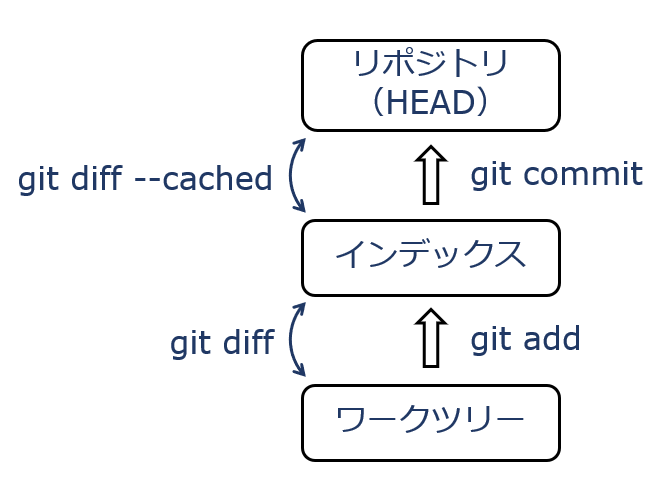 リポジトリ
（HEAD）
git diff --cached
git commit
インデックス
git diff
git add
ワークツリー